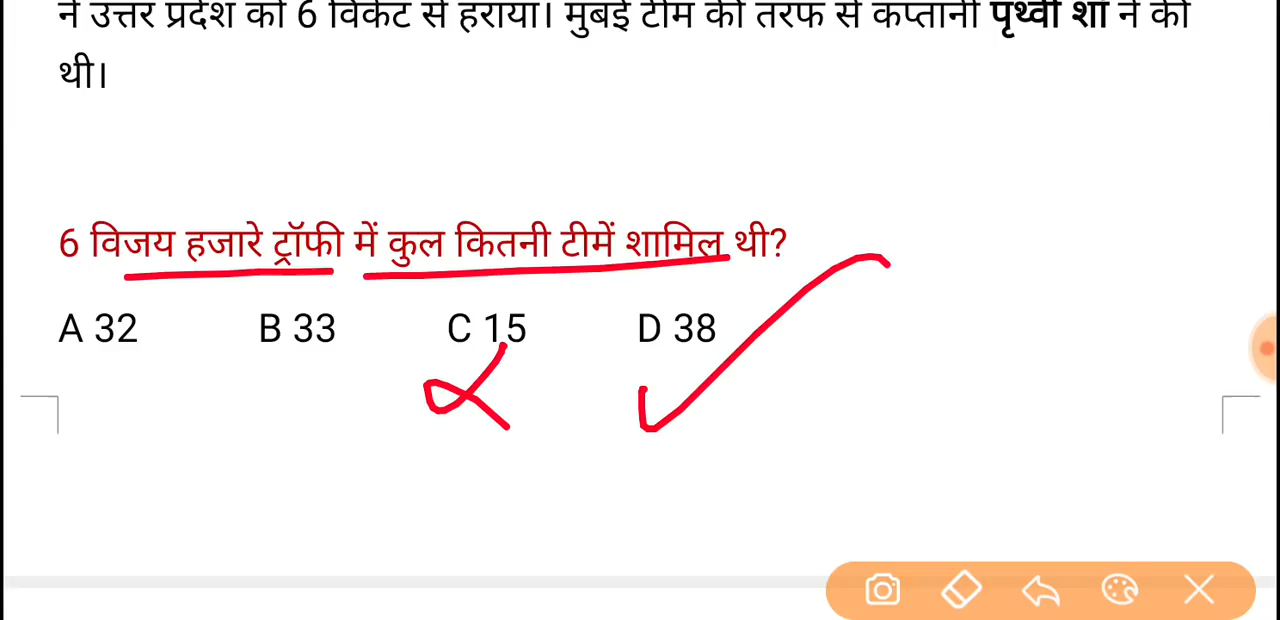 ने उत्तर प्रदेश को 6 विकेट से हराया। मुंबई टीम की तरफ से कप्तानी पृथ्वी शॉ ने की
थी।
6 विजय हजारे ट्रॉफी में कुल कितनी टीमें शामिल थी?
A 32 B 33 C 15 D 38